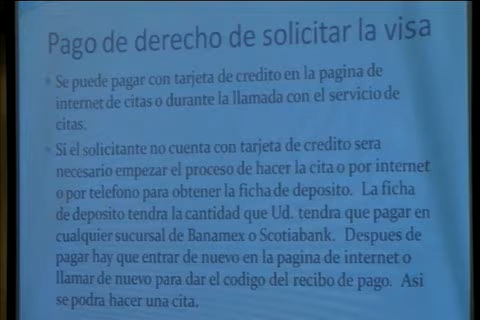 Pago de derecho de solicitar la visa
Se puede pagar con tarjeta de credito en la pagina de
internet de citas o durante la llamada con el servicio de
citas.
Si el solicitante no cuenta con tarjeta de credito sera
necesario empezar el proceso de hacer la cita o por internet
o por telefono para obtener la ficha de deposito. La ficha
de deposito tendra la cantidad que Ud. tendra que pagar en
cualquier sucursal de Banamex o Scotiabank. Despues de
pagar hay que entrar de nuevo en la pagina de internet o
llamar de nuevo para dar el codigo del recibo de pago. Asi
se podra hacer una cita.